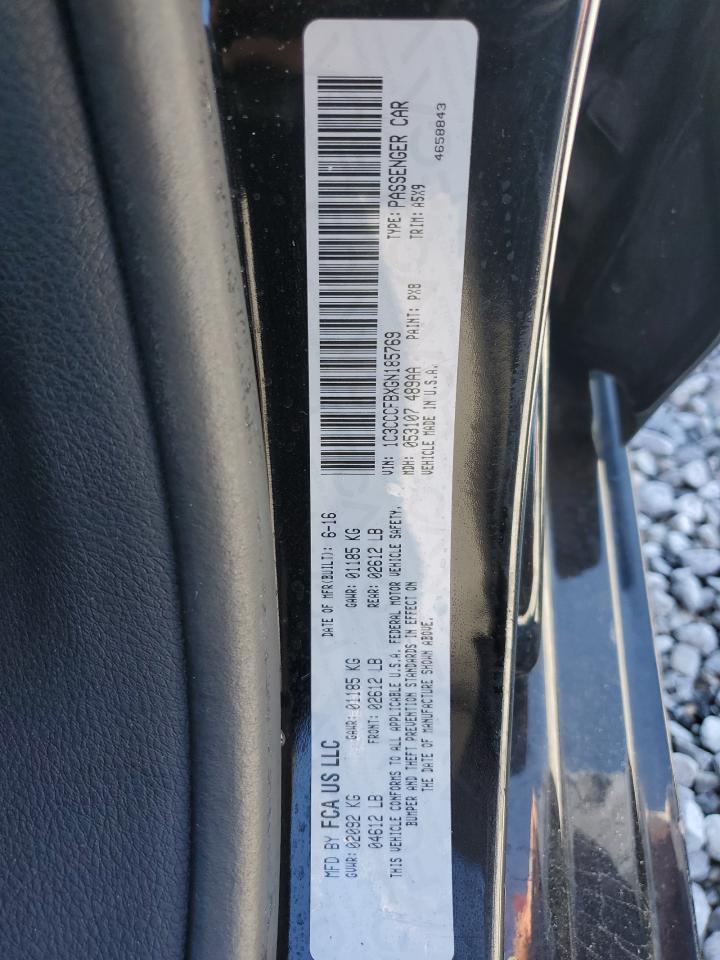 MFD BY FCA US LLC DATE OF MFR(BUILT): 6-16
GVWR: 02092 KG GAWR: 01185 KG GAWR: 01185 KG
04612 LB FRONT: 02612 LB REAR: 02612 LB
THIS VEHICLE CONFORMS TO ALL APPLICABLE U.S.A. FEDERAL MOTOR VEHICLE SAFETY,
BUMPER AND THEFT PREVENTION STANDARDS IN EFFECT ON
THE DATE OF MANUFACTURE SHOWN ABOVE.
VIN: 1C3CCCFBXGN185769 TYPE: PASSENGER CAR
MDH: 053107 489AA PAINT: PX8 TRIM: A5X9
VEHICLE MADE IN U.S.A.
4658843